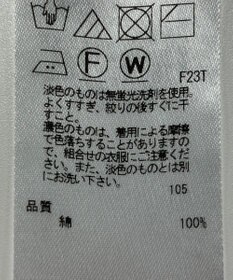 F W
F23T
淡色のものは無蛍光洗剤を使用。
よくすすぎ、絞りの後すぐに干
すこと。
濃色のものは、着用による摩擦
で色落ちすることがありますの
で、組合せの衣服にご注意くだ
さい。また、淡色のものとは別
にお洗い下さい。
105
品質
綿 100%